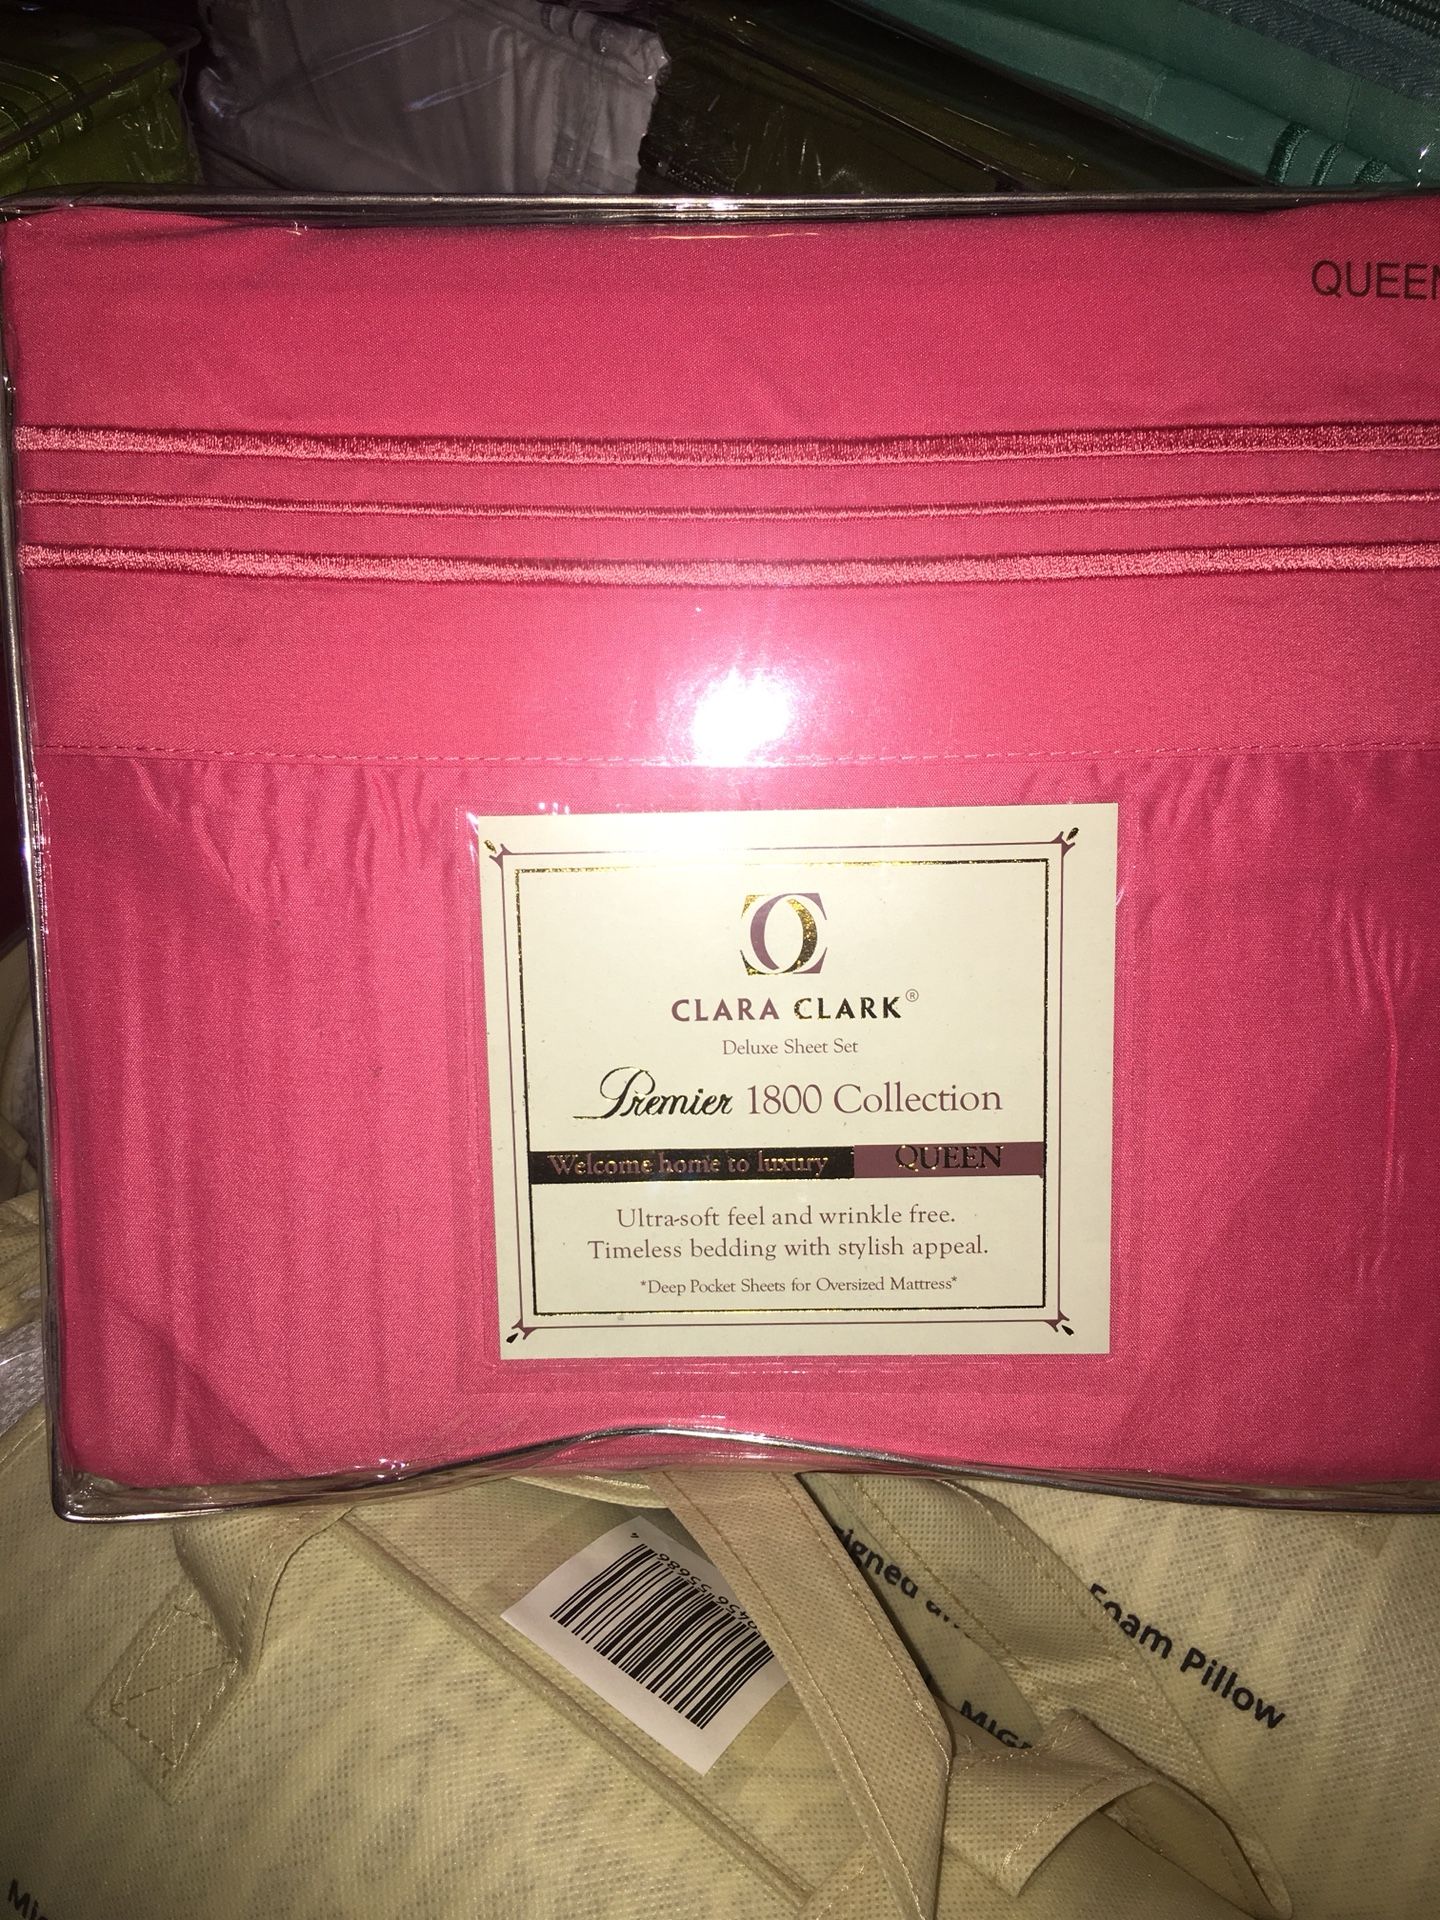 QUEEN
CLARA CLARK®
Deluxe Sheet Set
Premier 1800 Collection
Welcome home to luxury QUEEN
Ultra-soft feel and wrinkle free.
Timeless bedding with stylish appeal.
*Deep Pocket Sheets for Oversized Mattress*
Foam Pillow